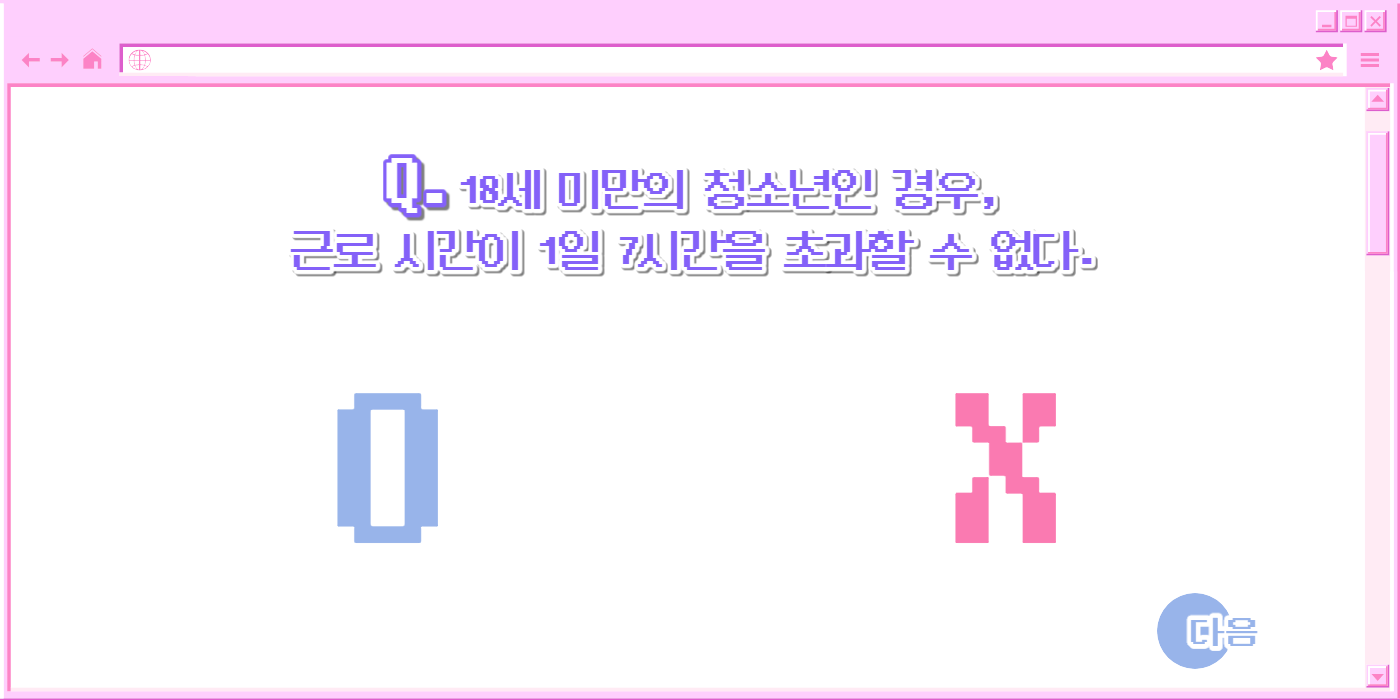 Q. 18세 미만의 청소년인 경우,
근로 시간이 1일 7시간을 초과할 수 없다.
O
X
다음